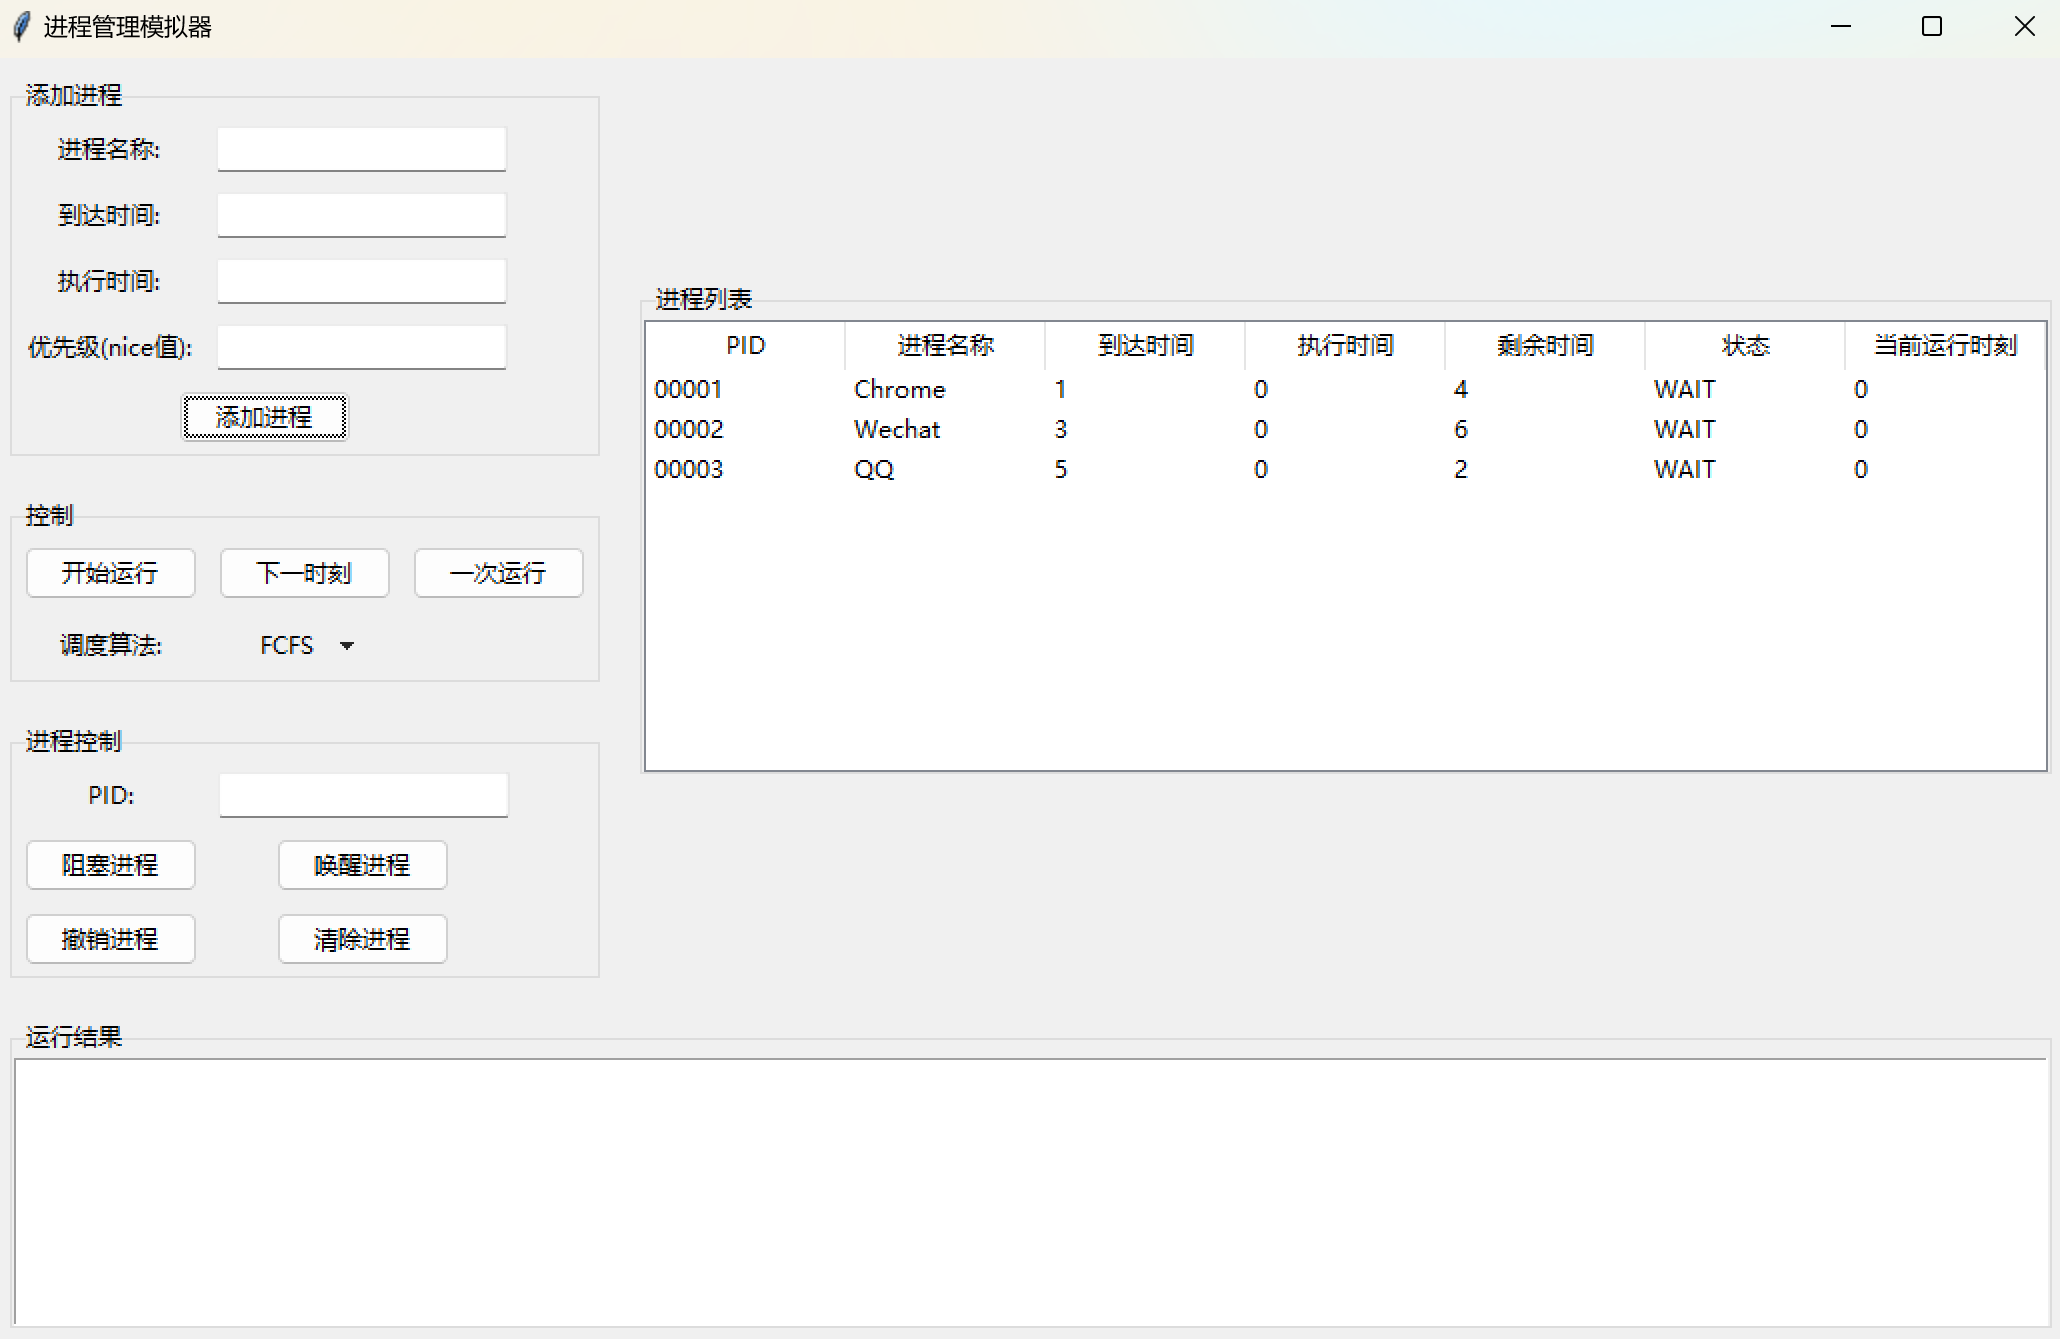 进程管理模拟器
添加进程
进程名称:
到达时间:
执行时间:
优先级(nice值):
添加进程
控制
开始运行 下一时刻 一次运行
调度算法: FCFS
进程控制
PID:
阻塞进程 唤醒进程
撤销进程 清除进程
进程列表
PID 进程名称 到达时间 执行时间 剩余时间 状态 当前运行时刻
00001 Chrome 1 0 4 WAIT 0
00002 Wechat 3 0 6 WAIT 0
00003 QQ 5 0 2 WAIT 0
运行结果